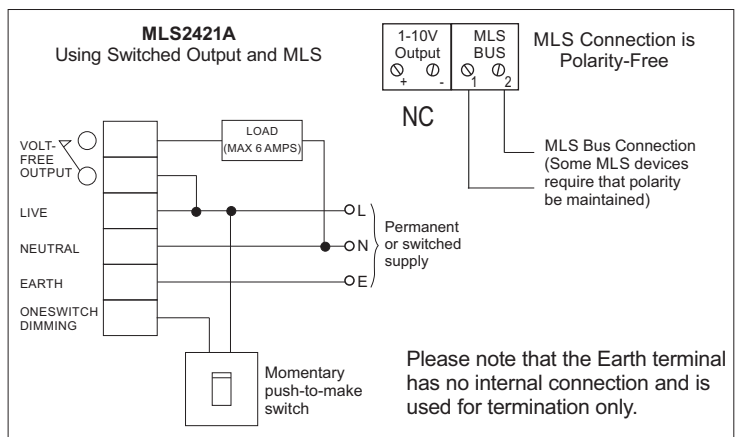 MLS2421A
Using Switched Output and MLS
1-10V
Output
+ -
MLS
BUS
1 2
MLS Connection is
Polarity-Free
NC
MLS Bus Connection
(Some MLS devices
require that polarity
be maintained)
VOLT-
FREE
OUTPUT
LOAD
(MAX 6 AMPS)
LIVE
L
NEUTRAL
N
EARTH
E
Permanent
or switched
supply
ONESWITCH
DIMMING
Momentary
push-to-make
switch
Please note that the Earth terminal
has no internal connection and is
used for termination only.